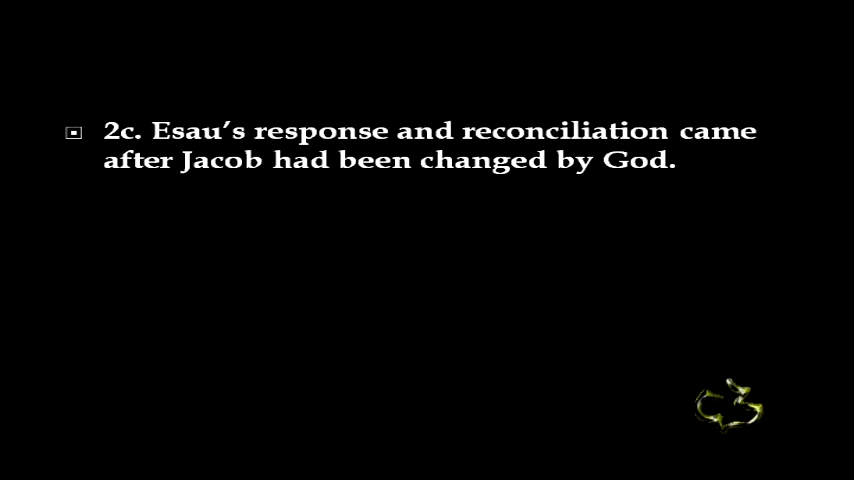 2c. Esau's response and reconciliation came
after Jacob had been changed by God.